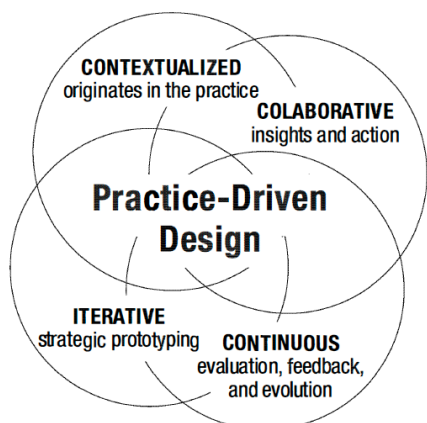 CONTEXTUALIZED
originates in the practice
COLABORATIVE
insights and action
Practice-Driven
Design
ITERATIVE
strategic prototyping
CONTINUOUS
evaluation, feedback,
and evolution